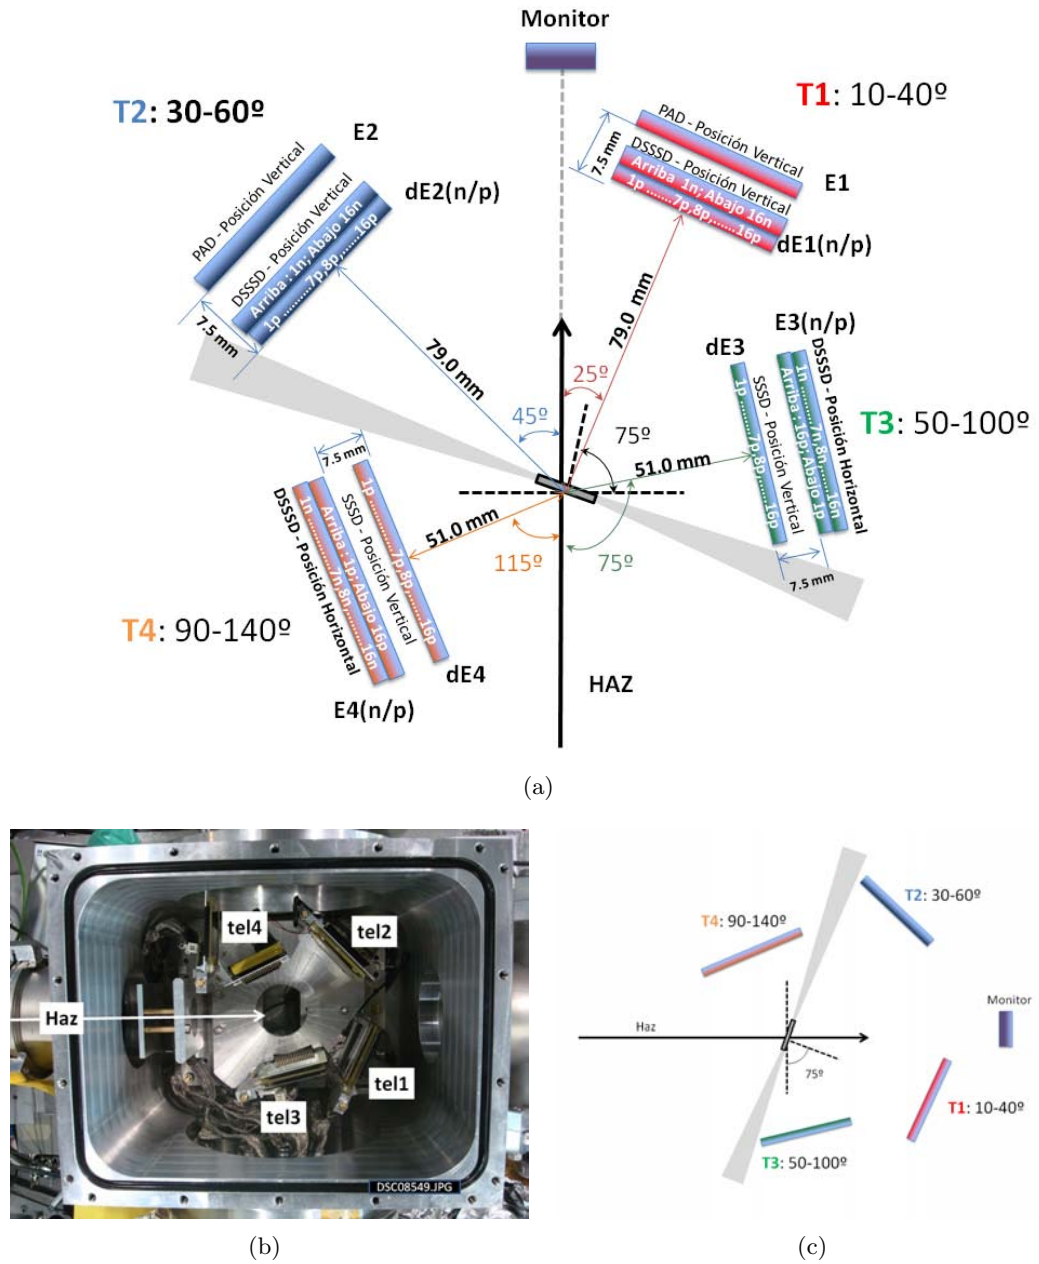 Monitor
T1: 10-40º
T2: 30-60º
E2
PAD - Posición Vertical
DSSSD - Posición Vertical
Arriba : 1n; Abajo 16n
1p ..........7p,8p,......16p
dE2(n/p)
7.5 mm
79.0 mm
45º
7.5 mm
PAD - Posición Vertical
DSSSD - Posición Vertical
Arriba 1n; Abajo 16n
1p .......7p,8p,......16p
E1
dE1(n/p)
79.0 mm
25º
75º
E3(n/p)
dE3
T3: 50-100º
1p ..........7p,8p........16p
SSSD - Posición Vertical
Arriba : 16p; Abajo 1p
1n ..........7n,8n,.......16n
DSSSD - Posición Horizontal
51.0 mm
75º
7.5 mm
7.5 mm
51.0 mm
115º
DSSSD - Posición Horizontal
1n ..........7n,8n,.......16n
Arriba : 1p; Abajo 16p
SSSD - Posición Vertical
1p ..........7p,8p.........16p
T4: 90-140º
dE4
E4(n/p)
HAZ
(a)
tel4
tel2
Haz
tel1
tel3
DSC08549.JPG
(b)
T2: 30-60º
T4: 90-140º
Monitor
Haz
75º
T1: 10-40º
T3: 50-100º
(c)